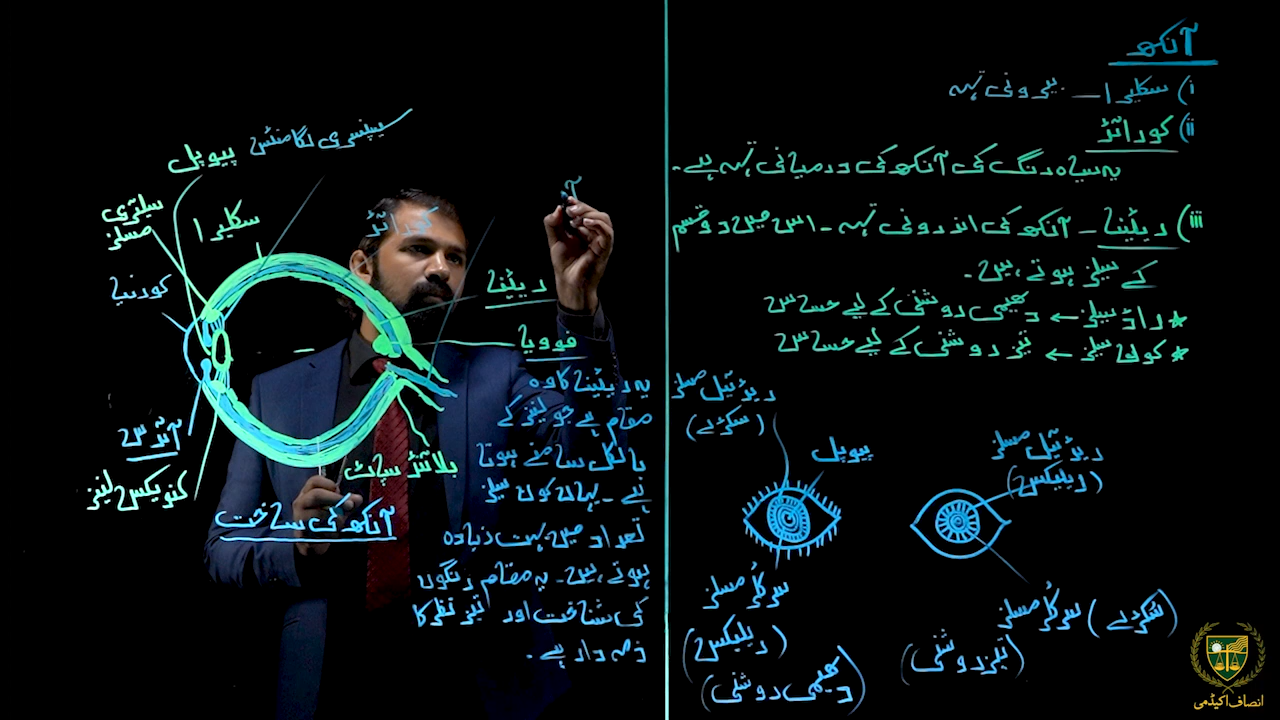 آنکھ
i) سکلیرا — بیرونی تہہ
ii) کورائڈ
یہ سیاہ رنگ کی آنکھ کی درمیانی تہہ ہے۔
iii) ریٹینا - آنکھ کی اندرونی تہہ - اس میں دو قسم
کے سیلز ہوتے ہیں۔
* راڈ سیلز ← دھیمی روشنی کے لیے حساس
* کون سیلز ← تیز روشنی کے لیے حساس
ریڈیئل مسلز
(سکڑے)
پیوپل
سرکلر مسلز
(ریلیکس)
(دھیمی روشنی)
ریڈیئل مسلز
(ریلیکس)
سرکلر مسلز (سکڑے)
(تیز روشنی)
سسپنسری لگامنٹس
پیوپل
سیلری
مسلز
سکلیرا
کورائڈ
کورنیا
ریٹینا
فوویا
یہ ریٹینا کا وہ
مقام ہے جو لینز کے
بالکل سامنے ہوتا
ہے - یہاں کون سیلز
تعداد میں بہت زیادہ
ہوتے ہیں - یہ مقام رنگوں
کی شناخت اور تیز نظر کا
ذمہ دار ہے۔
آئرس
کنویکس لینز
بلائنڈ سپاٹ
آنکھ کی ساخت
آ
انصاف اکیڈمی